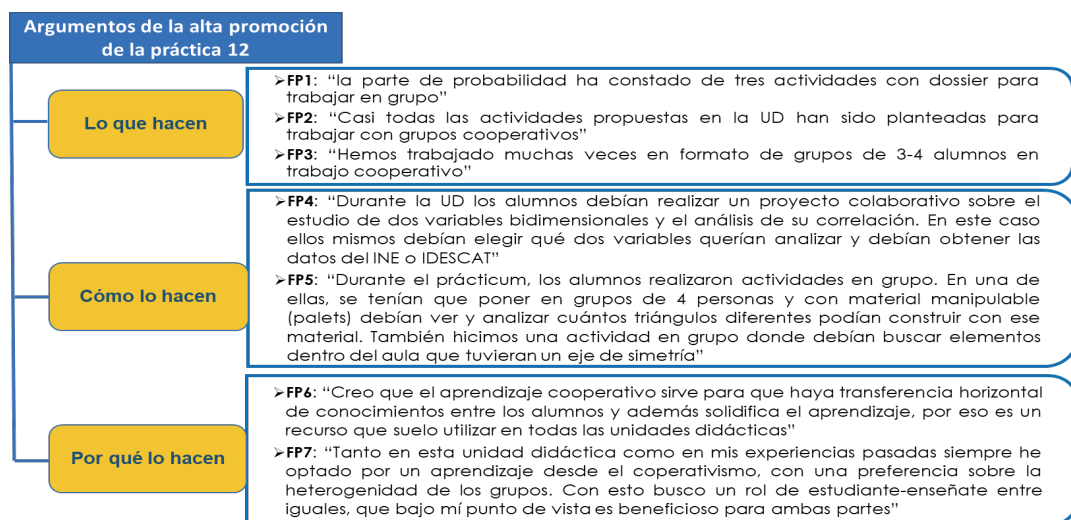 Argumentos de la alta promoción
de la práctica 12
Lo que hacen
➢FP1: “la parte de probabilidad ha constado de tres actividades con dossier para
trabajar en grupo”
➢FP2: “Casi todas las actividades propuestas en la UD han sido planteadas para
trabajar con grupos cooperativos”
➢FP3: “Hemos trabajado muchas veces en formato de grupos de 3-4 alumnos en
trabajo cooperativo”
Cómo lo hacen
➢FP4: “Durante la UD los alumnos debían realizar un proyecto colaborativo sobre el
estudio de dos variables bidimensionales y el análisis de su correlación. En este caso
ellos mismos debían elegir qué dos variables querían analizar y debían obtener las
datos del INE o IDESCAT”
➢FP5: “Durante el prácticum, los alumnos realizaron actividades en grupo. En una de
ellas, se tenían que poner en grupos de 4 personas y con material manipulable
(palets) debían ver y analizar cuántos triángulos diferentes podían construir con ese
material. También hicimos una actividad en grupo donde debían buscar elementos
dentro del aula que tuvieran un eje de simetría”
Por qué lo hacen
➢FP6: “Creo que el aprendizaje cooperativo sirve para que haya transferencia horizontal
de conocimientos entre los alumnos y además solidifica el aprendizaje, por eso es un
recurso que suelo utilizar en todas las unidades didácticas”
➢FP7: “Tanto en esta unidad didáctica como en mis experiencias pasadas siempre he
optado por un aprendizaje desde el coperativismo, con una preferencia sobre la
heterogenidad de los grupos. Con esto busco un rol de estudiante-enseñate entre
iguales, que bajo mí punto de vista es beneficioso para ambas partes”